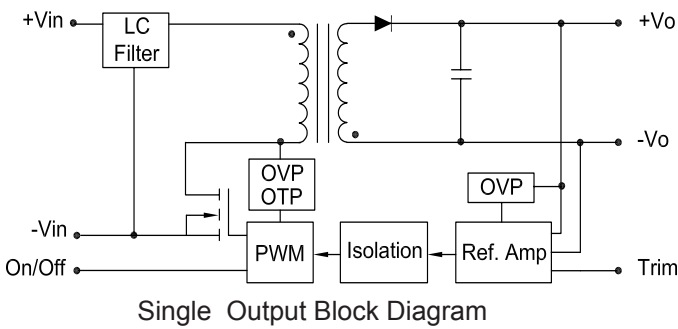 +Vin
LC
Filter
+Vo
-Vo
OVP
OTP
OVP
-Vin
PWM
Isolation
Ref. Amp
On/Off
Trim
Single Output Block Diagram